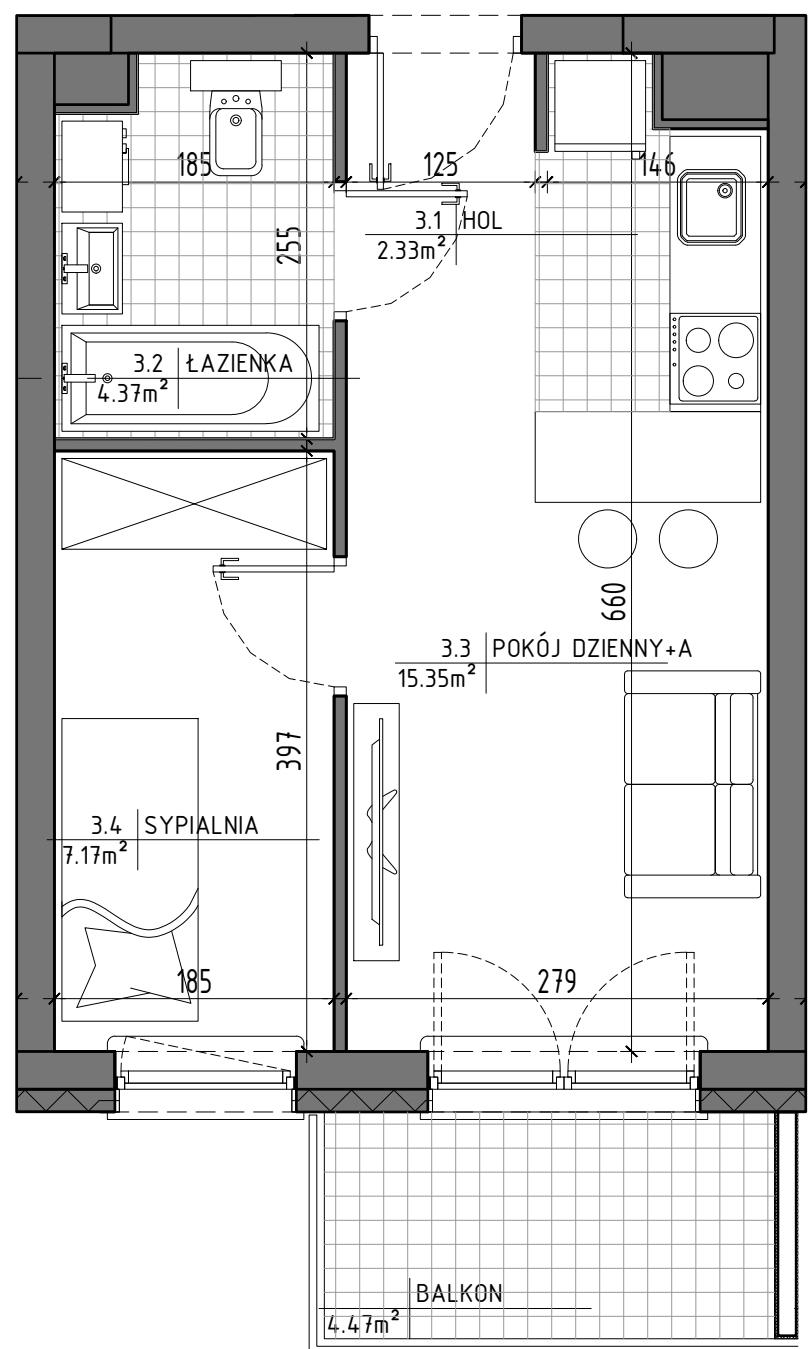 185
125
146
3.1 HOL
2.33m²
255
3.2 ŁAZIENKA
4.37m²
660
3.3 POKÓJ DZIENNY+A
15.35m²
397
3.4 SYPIALNIA
7.17m²
185
279
BALKON
4.47m²